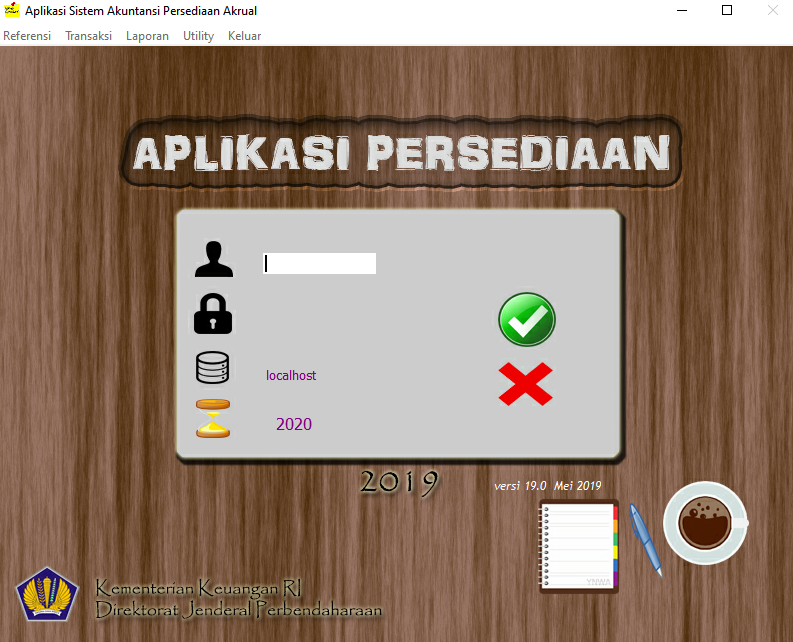 Aplikasi Sistem Akuntansi Persediaan Akrual
Referensi Transaksi Laporan Utility Keluar
APLIKASI PERSEDIAAN
localhost
2020
2019
versi 19.0 Mei 2019
YNWA
Kementerian Keuangan RI
Direktorat Jenderal Perbendaharaan